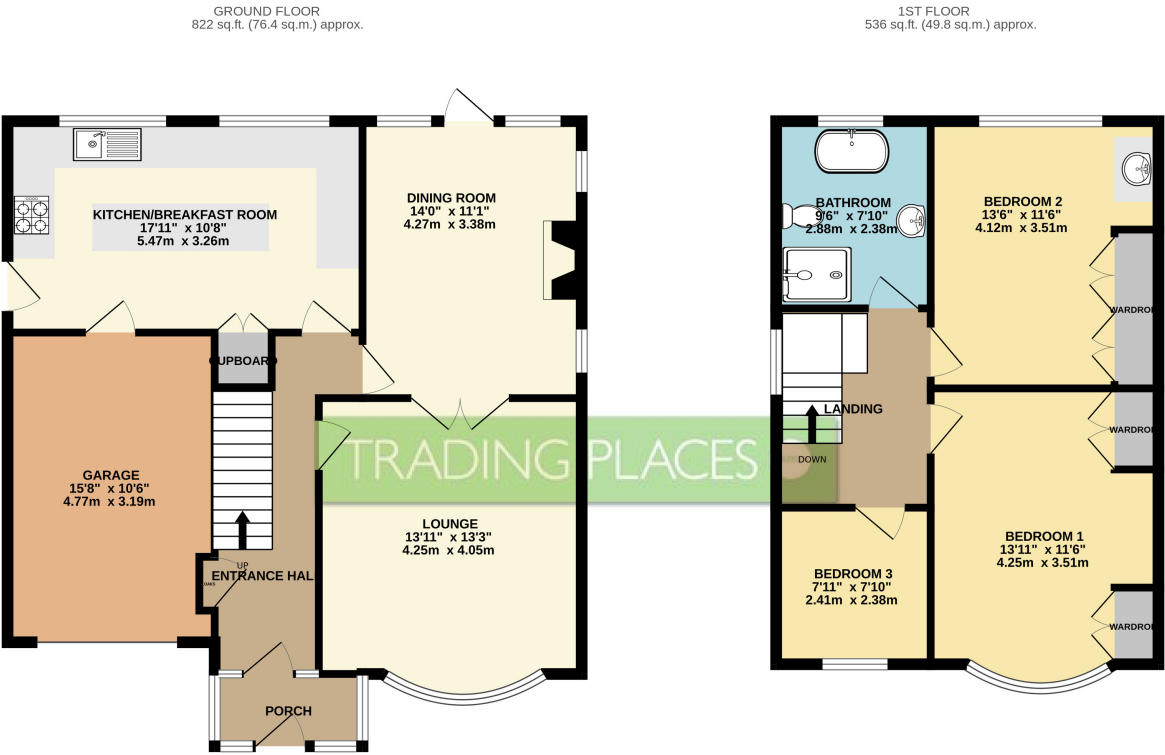 GROUND FLOOR
822 sq.ft. (76.4 sq.m.) approx.
1ST FLOOR
536 sq.ft. (49.8 sq.m.) approx.
KITCHEN/BREAKFAST ROOM
17'11" x 10'8"
5.47m x 3.26m
DINING ROOM
14'0" x 11'1"
4.27m x 3.38m
CUPBOARD
GARAGE
15'8" x 10'6"
4.77m x 3.19m
UP
ENTRANCE HAL
OAKS
LOUNGE
13'11" x 13'3"
4.25m x 4.05m
PORCH
TRADING PLACES
BATHROOM
9'6" x 7'10"
2.88m x 2.38m
BEDROOM 2
13'6" x 11'6"
4.12m x 3.51m
WARDROB
LANDING
WARDROB
DOWN
BEDROOM 1
13'11" x 11'6"
4.25m x 3.51m
BEDROOM 3
7'11" x 7'10"
2.41m x 2.38m
WARDROB